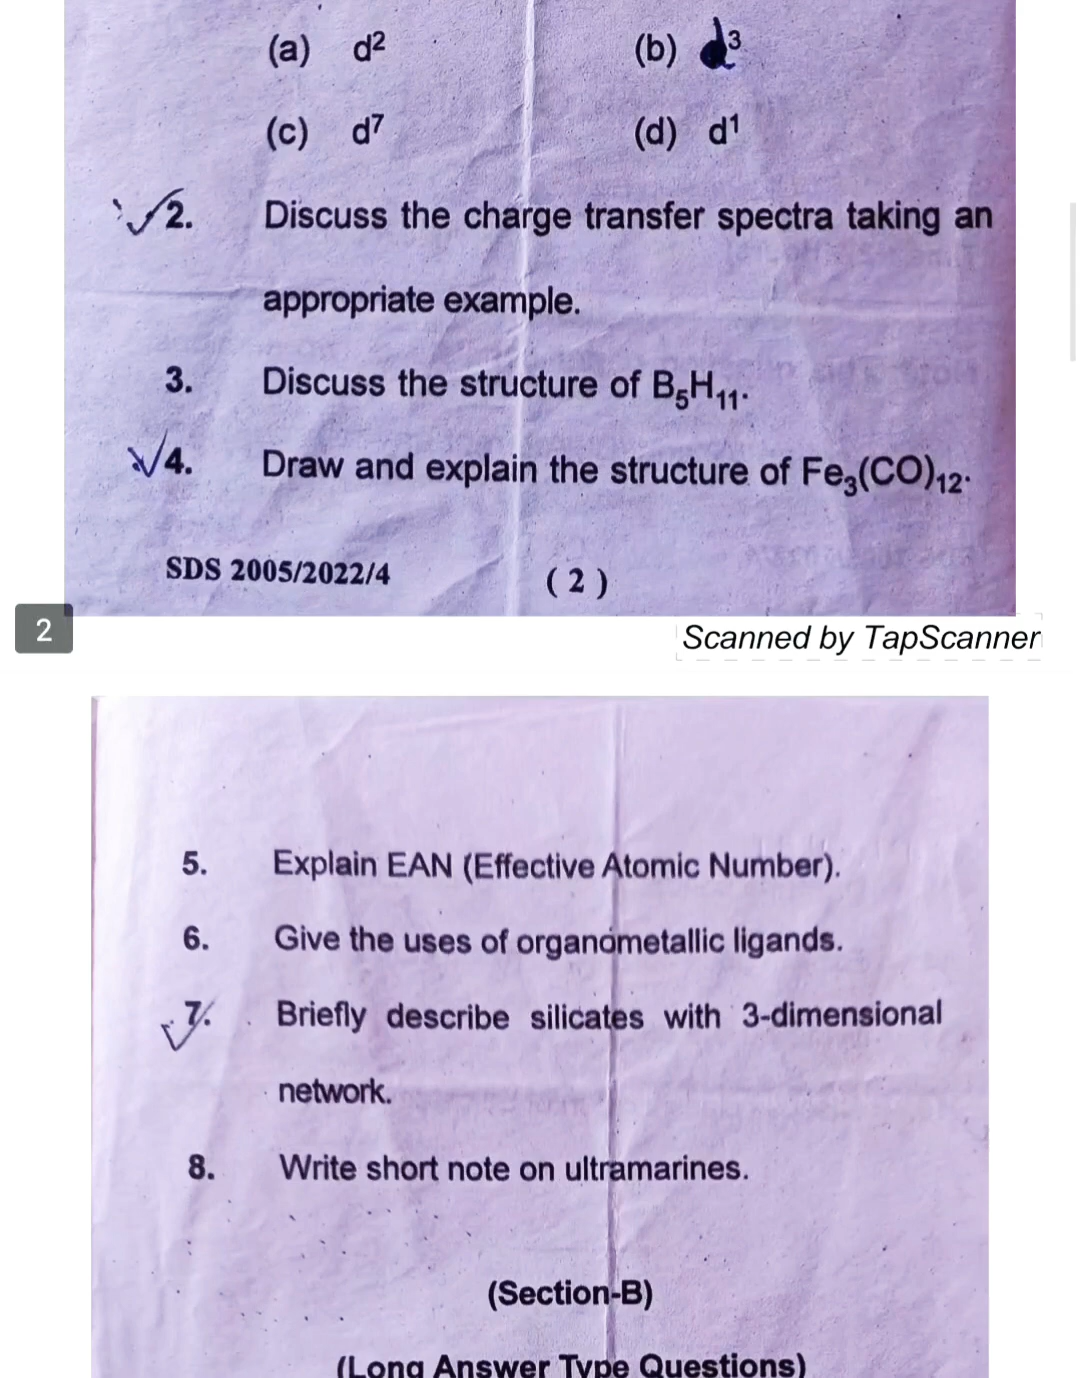 (a) d² (b) d³
(c) d⁷ (d) d¹
2. Discuss the charge transfer spectra taking an
appropriate example.
3. Discuss the structure of B₅H₁₁.
4. Draw and explain the structure of Fe₃(CO)₁₂.
SDS 2005/2022/4 (2)
2
Scanned by TapScanner
5. Explain EAN (Effective Atomic Number).
6. Give the uses of organometallic ligands.
7. Briefly describe silicates with 3-dimensional
network.
8. Write short note on ultramarines.
(Section-B)
(Long Answer Type Questions)